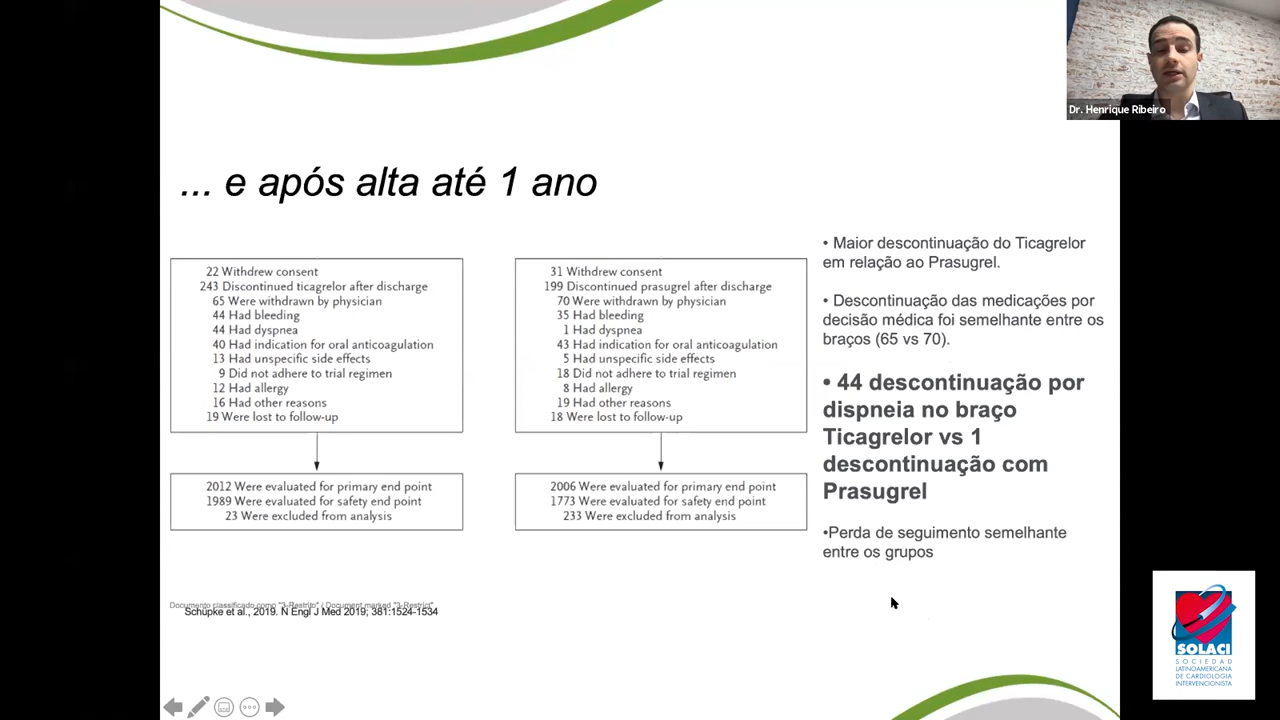 Dr. Henrique Ribeiro
... e após alta até 1 ano
22 Withdrew consent
243 Discontinued ticagrelor after discharge
65 Were withdrawn by physician
44 Had bleeding
44 Had dyspnea
40 Had indication for oral anticoagulation
13 Had unspecific side effects
9 Did not adhere to trial regimen
12 Had allergy
16 Had other reasons
19 Were lost to follow-up
2012 Were evaluated for primary end point
1989 Were evaluated for safety end point
23 Were excluded from analysis
31 Withdrew consent
199 Discontinued prasugrel after discharge
70 Were withdrawn by physician
35 Had bleeding
1 Had dyspnea
43 Had indication for oral anticoagulation
5 Had unspecific side effects
18 Did not adhere to trial regimen
8 Had allergy
19 Had other reasons
18 Were lost to follow-up
2006 Were evaluated for primary end point
1773 Were evaluated for safety end point
233 Were excluded from analysis
• Maior descontinuação do Ticagrelor
em relação ao Prasugrel.
• Descontinuação das medicações por
decisão médica foi semelhante entre os
braços (65 vs 70).
• 44 descontinuação por
dispneia no braço
Ticagrelor vs 1
descontinuação com
Prasugrel
•Perda de seguimento semelhante
entre os grupos
Documento classificado como "3-Restrito" / Document marked "3-Restrict"
Schüpke et al., 2019. N Engl J Med 2019; 381:1524-1534
SOLACI
SOCIEDAD
LATINOAMERICANA
DE CARDIOLOGIA
INTERVENCIONISTA